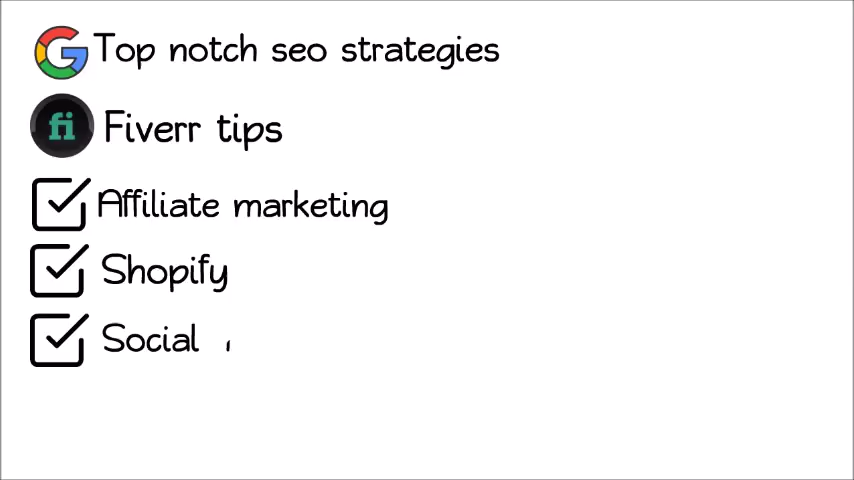 Top notch seo strategies
fi Fiverr tips
Affiliate marketing
Shopify
Social